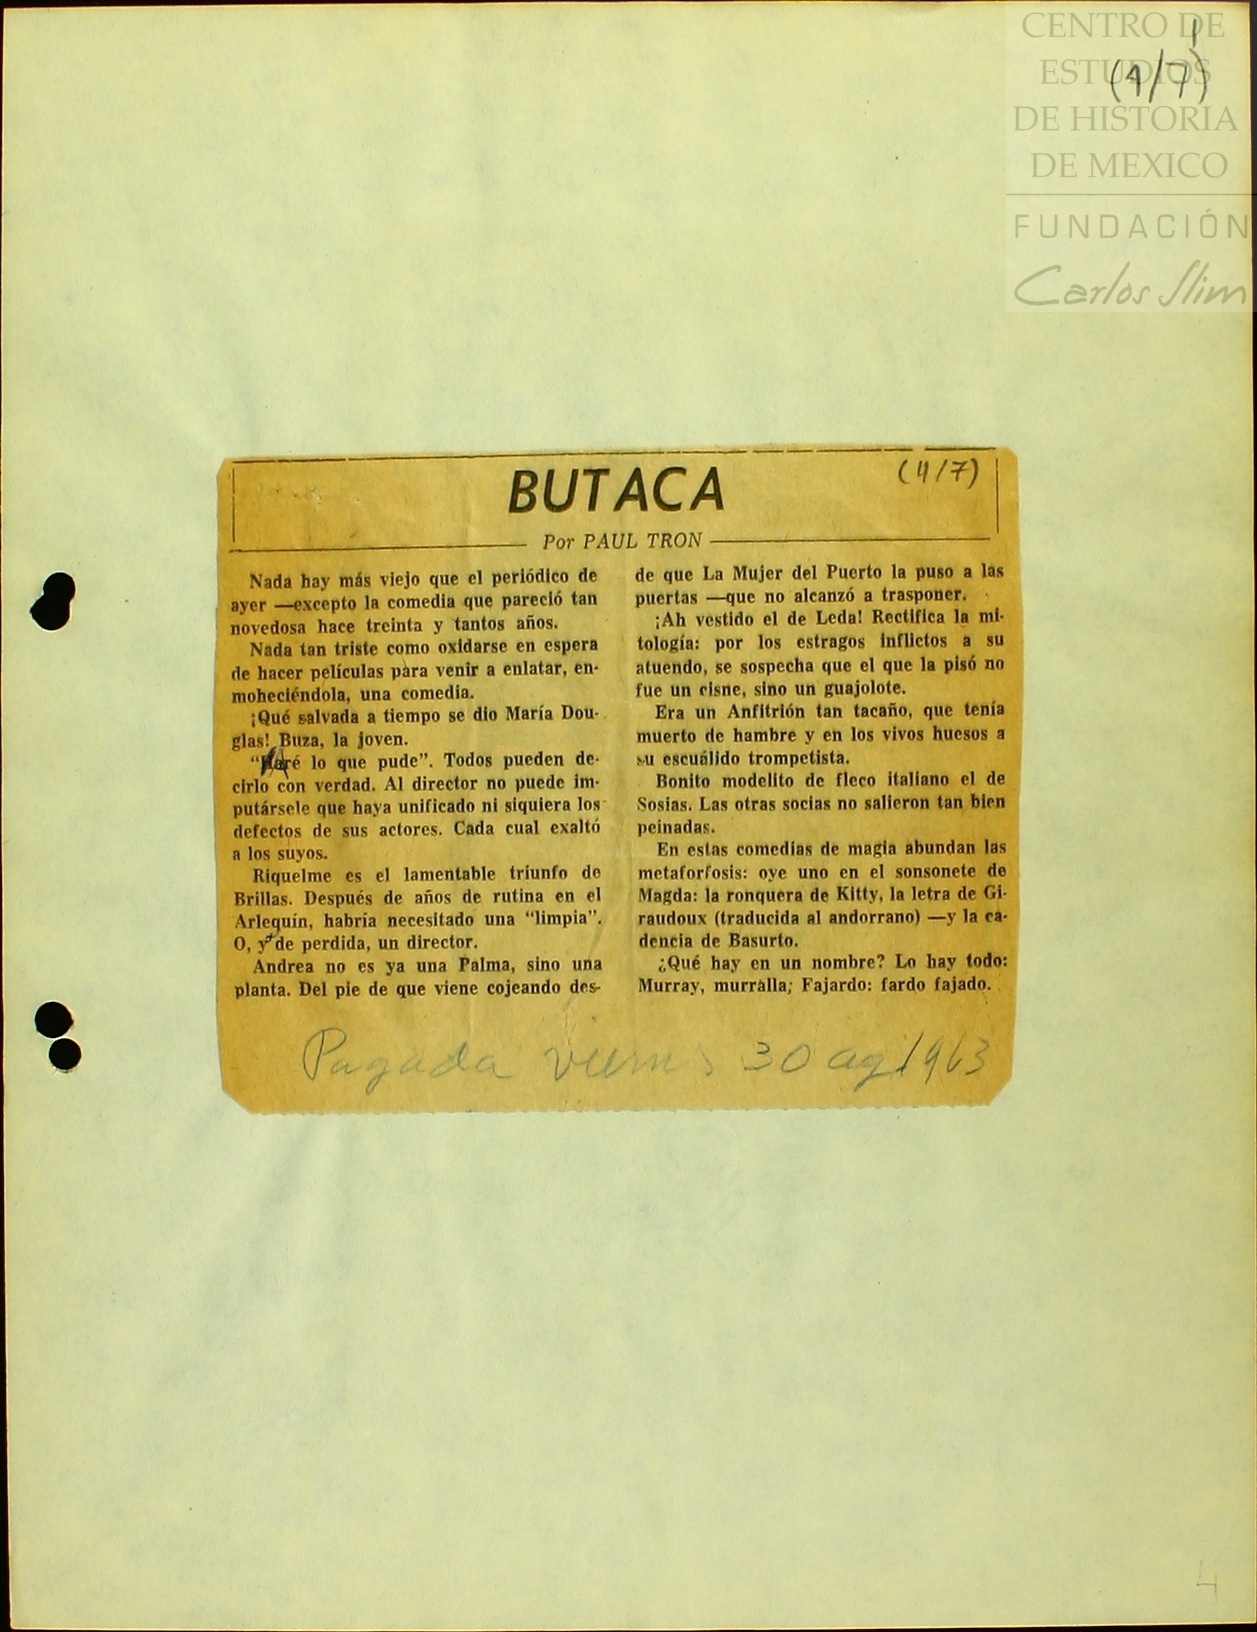 CENTRO DE
ESTUDIOS
DE HISTORIA
DE MEXICO
FUNDACIÓN
Carlos Slim
(4/7)
BUTACA
(4/7)
Por PAUL TRON
Nada hay más viejo que el periódico de
ayer —excepto la comedia que pareció tan
novedosa hace treinta y tantos años.
Nada tan triste como oxidarse en espera
de hacer películas para venir a enlatar, en-
moheciéndola, una comedia.
¡Qué salvada a tiempo se dio María Dou-
glas! Buza, la joven.
lo que pude". Todos pueden de-
cirlo con verdad. Al director no puede im-
putársele que haya unificado ni siquiera los
defectos de sus actores. Cada cual exaltó
a los suyos.
Riquelme es el lamentable triunfo de
Brillas. Después de años de rutina en el
Arlequín, habría necesitado una "limpia".
O, y de perdida, un director.
Andrea no es ya una Palma, sino una
planta. Del pie de que viene cojeando des-
de que La Mujer del Puerto la puso a las
puertas —que no alcanzó a trasponer.
¡Ah vestido el de Leda! Rectifica la mi-
tología: por los estragos inflictos a su
atuendo, se sospecha que el que la pisó no
fue un cisne, sino un guajolote.
Era un Anfitrión tan tacaño, que tenía
muerto de hambre y en los vivos huesos a
su escuálido trompetista.
Bonito modelito de fleco italiano el de
Sosias. Las otras socias no salieron tan bien
peinadas.
En estas comedias de magia abundan las
metaforfosis: oye uno en el sonsonete de
Magda: la ronquera de Kitty, la letra de Gi-
raudoux (traducida al andorrano) —y la ca-
dencia de Basurto.
¿Qué hay en un nombre? Lo hay todo:
Murray, murralla; Fajardo: fardo fajado.
Pagada viernes 30 ag 1963
4